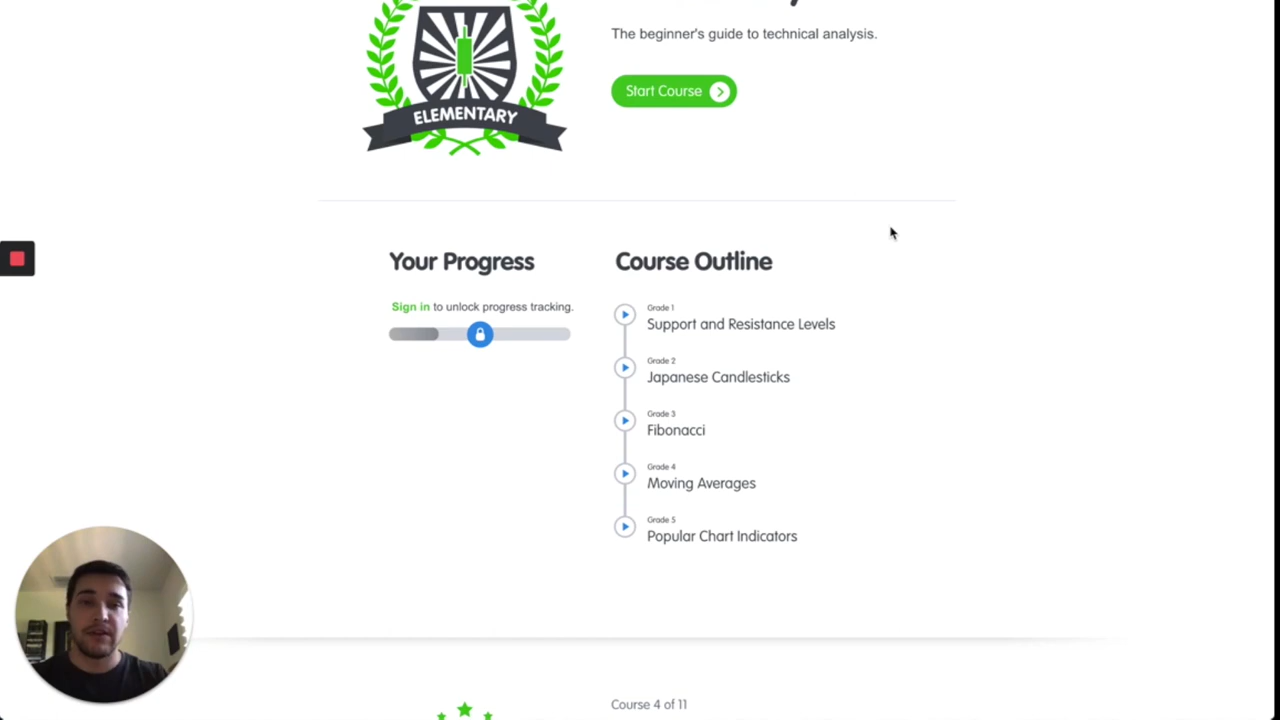 The beginner's guide to technical analysis.
Start Course
ELEMENTARY
Your Progress
Sign in to unlock progress tracking.
Course Outline
Grade 1
Support and Resistance Levels
Grade 2
Japanese Candlesticks
Grade 3
Fibonacci
Grade 4
Moving Averages
Grade 5
Popular Chart Indicators
Course 4 of 11